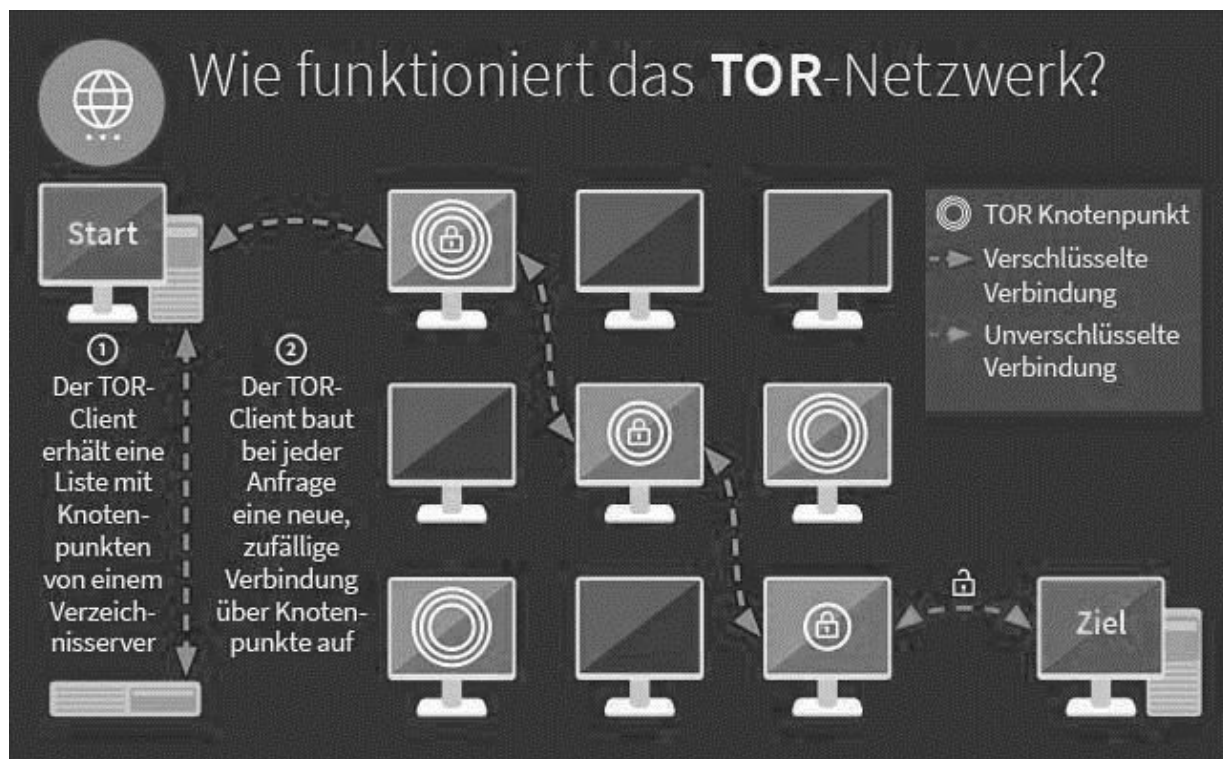 Wie funktioniert das TOR-Netzwerk?
Start
TOR Knotenpunkt
Verschlüsselte
Verbindung
Unverschlüsselte
Verbindung
1
Der TOR-
Client
erhält eine
Liste mit
Knoten-
punkten
von einem
Verzeich-
nisserver
2
Der TOR-
Client baut
bei jeder
Anfrage
eine neue,
zufällige
Verbindung
über Knoten-
punkte auf
Ziel